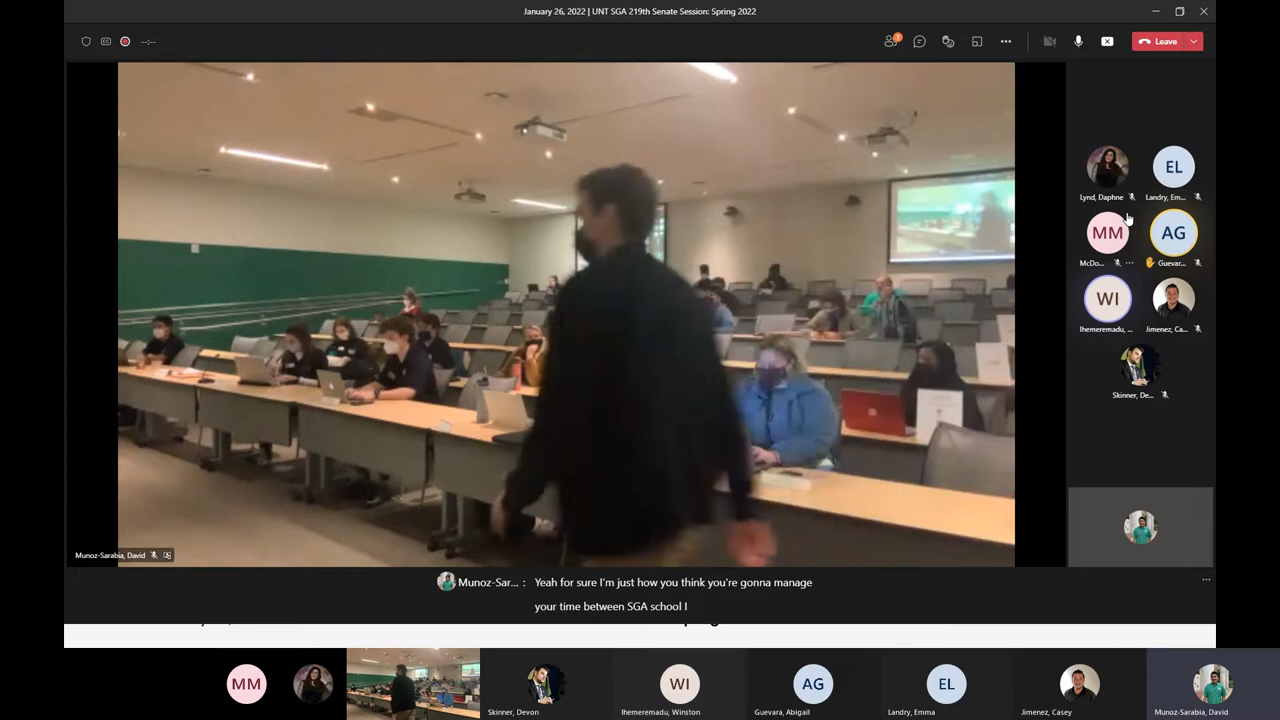 January 26, 2022 | UNT SGA 219th Senate Session: Spring 2022
CC
--:--
1
Leave
EL
Lynd, Daphne
Landry, Em...
MM
AG
McDo...
Guevar...
WI
Ihemeremadu, ...
Jimenez, Ca...
Skinner, De...
Munoz-Sarabia, David
Munoz-Sar... : Yeah for sure I'm just how you think you're gonna manage
your time between SGA school I
MM
WI
AG
EL
Skinner, Devon
Ihemeremadu, Winston
Guevara, Abigail
Landry, Emma
Jimenez, Casey
Munoz-Sarabia, David